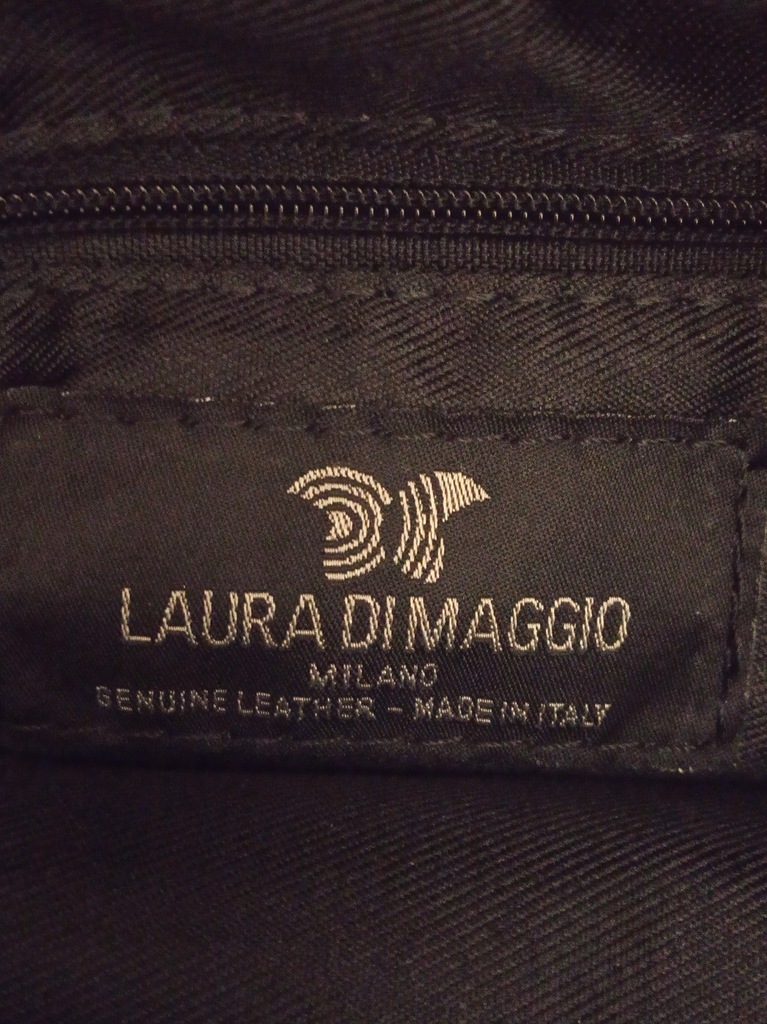 LAURA DI MAGGIO
MILANO
GENUINE LEATHER - MADE IN ITALY